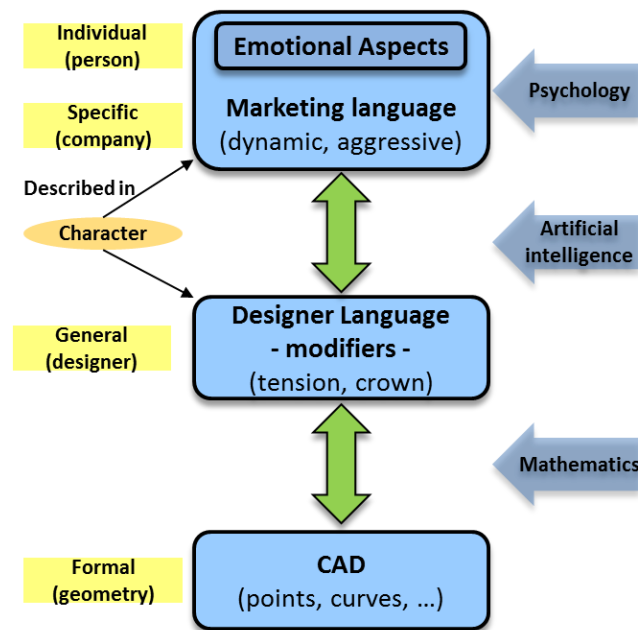 Individual
(person)
Emotional Aspects
Psychology
Specific
(company)
Marketing language
(dynamic, aggressive)
Described in
Character
Artificial
intelligence
General
(designer)
Designer Language
- modifiers -
(tension, crown)
Mathematics
Formal
(geometry)
CAD
(points, curves, ...)